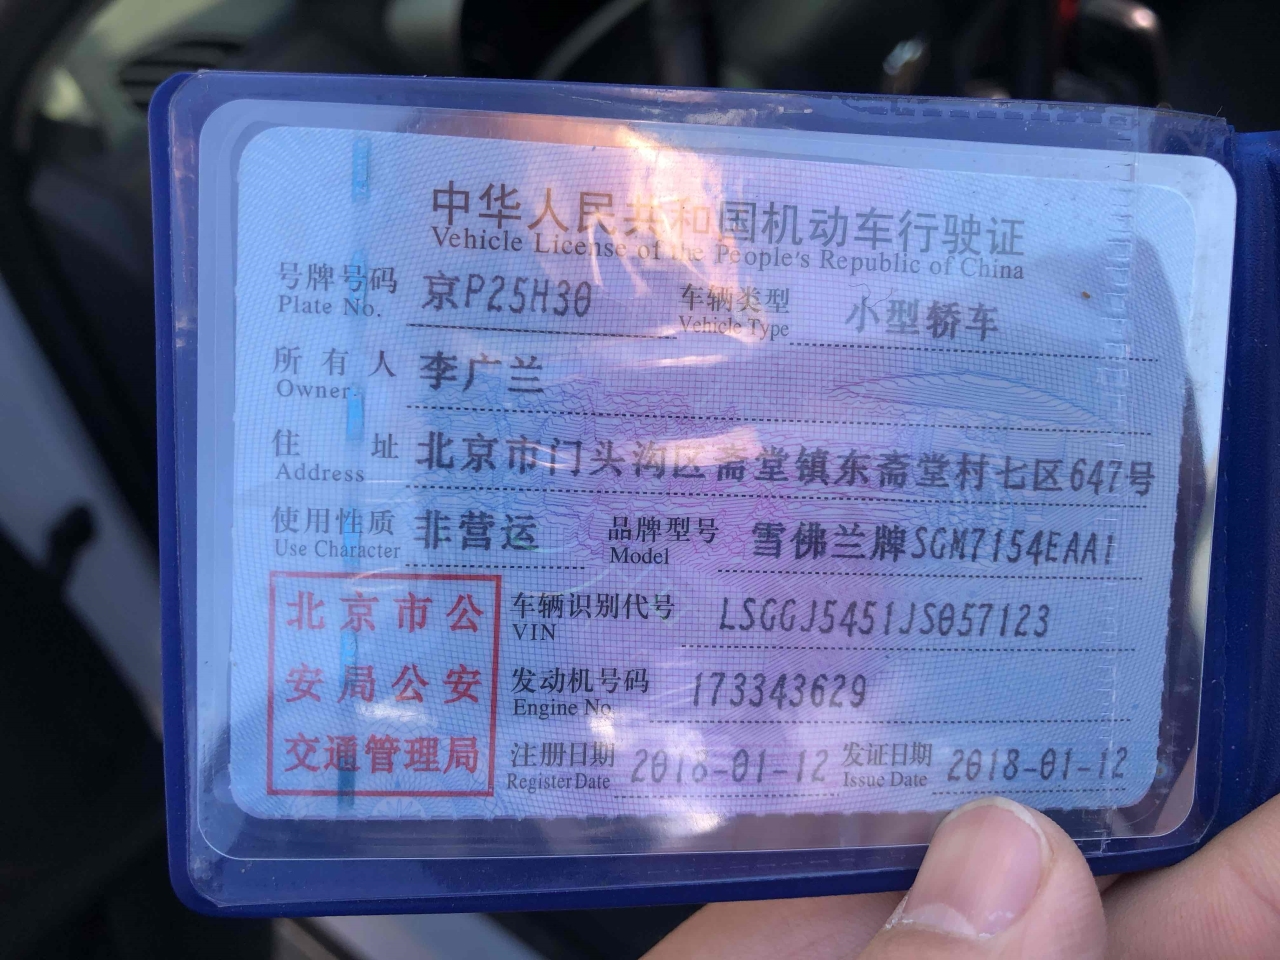 中华人民共和国机动车行驶证
Vehicle License of the People's Republic of China
号牌号码 京P25H30 车辆类型 小型轿车
Plate No. Vehicle Type
所有人 李广兰
Owner
住址 北京市门头沟区斋堂镇东斋堂村七区647号
Address
使用性质 非营运 品牌型号 雪佛兰牌SGM7154EAA1
Use Character Model
北京市公
安局公安
交通管理局
车辆识别代号 LSGGJ5451JS057123
VIN
发动机号码 173343629
Engine No.
注册日期 2018-01-12 发证日期 2018-01-12
Register Date Issue Date